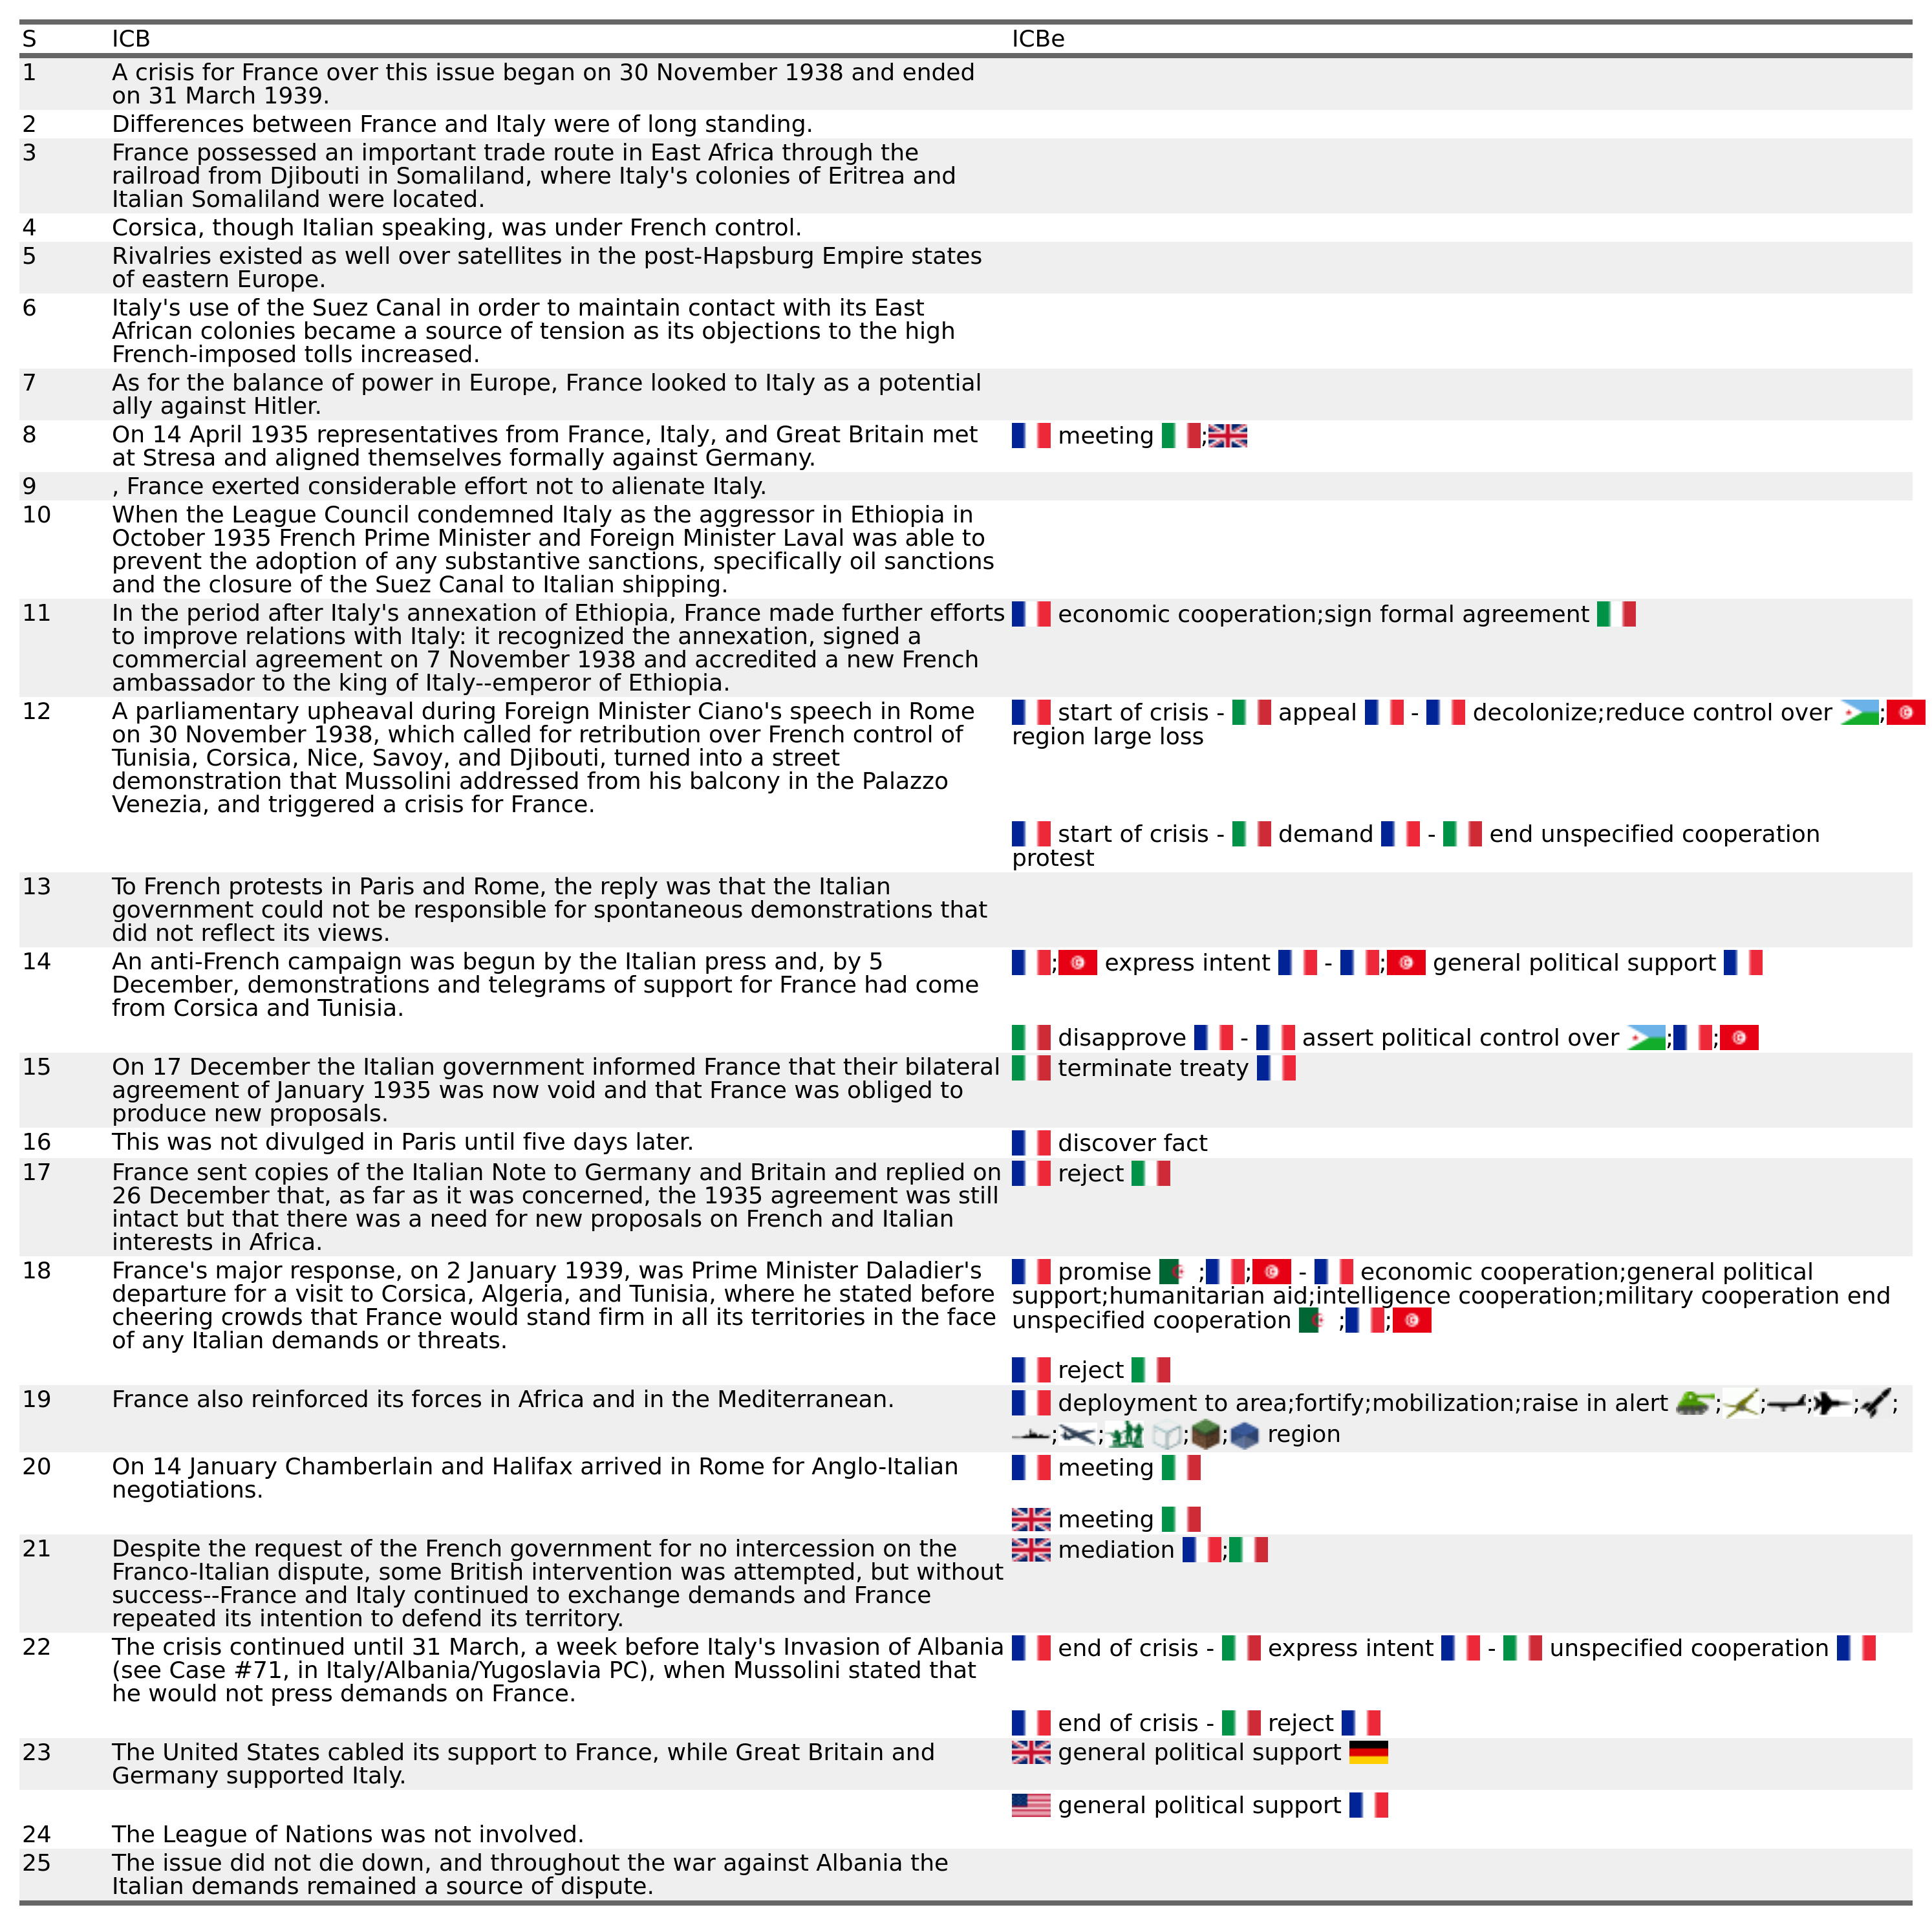 S ICB ICBe
1 A crisis for France over this issue began on 30 November 1938 and ended
on 31 March 1939.
2 Differences between France and Italy were of long standing.
3 France possessed an important trade route in East Africa through the
railroad from Djibouti in Somaliland, where Italy's colonies of Eritrea and
Italian Somaliland were located.
4 Corsica, though Italian speaking, was under French control.
5 Rivalries existed as well over satellites in the post-Hapsburg Empire states
of eastern Europe.
6 Italy's use of the Suez Canal in order to maintain contact with its East
African colonies became a source of tension as its objections to the high
French-imposed tolls increased.
7 As for the balance of power in Europe, France looked to Italy as a potential
ally against Hitler.
8 On 14 April 1935 representatives from France, Italy, and Great Britain met
at Stresa and aligned themselves formally against Germany.
meeting ;
9 , France exerted considerable effort not to alienate Italy.
10 When the League Council condemned Italy as the aggressor in Ethiopia in
October 1935 French Prime Minister and Foreign Minister Laval was able to
prevent the adoption of any substantive sanctions, specifically oil sanctions
and the closure of the Suez Canal to Italian shipping.
11 In the period after Italy's annexation of Ethiopia, France made further efforts
to improve relations with Italy: it recognized the annexation, signed a
commercial agreement on 7 November 1938 and accredited a new French
ambassador to the king of Italy--emperor of Ethiopia.
economic cooperation;sign formal agreement
12 A parliamentary upheaval during Foreign Minister Ciano's speech in Rome
on 30 November 1938, which called for retribution over French control of
Tunisia, Corsica, Nice, Savoy, and Djibouti, turned into a street
demonstration that Mussolini addressed from his balcony in the Palazzo
Venezia, and triggered a crisis for France.
start of crisis - appeal - decolonize;reduce control over ;
region large loss
start of crisis - demand - end unspecified cooperation
protest
13 To French protests in Paris and Rome, the reply was that the Italian
government could not be responsible for spontaneous demonstrations that
did not reflect its views.
14 An anti-French campaign was begun by the Italian press and, by 5
December, demonstrations and telegrams of support for France had come
from Corsica and Tunisia.
; express intent - ; general political support
disapprove - assert political control over ; ;
15 On 17 December the Italian government informed France that their bilateral
agreement of January 1935 was now void and that France was obliged to
produce new proposals.
terminate treaty
16 This was not divulged in Paris until five days later.
discover fact
17 France sent copies of the Italian Note to Germany and Britain and replied on
26 December that, as far as it was concerned, the 1935 agreement was still
intact but that there was a need for new proposals on French and Italian
interests in Africa.
reject
18 France's major response, on 2 January 1939, was Prime Minister Daladier's
departure for a visit to Corsica, Algeria, and Tunisia, where he stated before
cheering crowds that France would stand firm in all its territories in the face
of any Italian demands or threats.
promise ; ; - economic cooperation;general political
support;humanitarian aid;intelligence cooperation;military cooperation end
unspecified cooperation ; ;
reject
19 France also reinforced its forces in Africa and in the Mediterranean.
deployment to area;fortify;mobilization;raise in alert ; ; ; ; ;
; ; ; ; region
20 On 14 January Chamberlain and Halifax arrived in Rome for Anglo-Italian
negotiations.
meeting
meeting
21 Despite the request of the French government for no intercession on the
Franco-Italian dispute, some British intervention was attempted, but without
success--France and Italy continued to exchange demands and France
repeated its intention to defend its territory.
mediation ;
22 The crisis continued until 31 March, a week before Italy's Invasion of Albania
(see Case #71, in Italy/Albania/Yugoslavia PC), when Mussolini stated that
he would not press demands on France.
end of crisis - express intent - unspecified cooperation
end of crisis - reject
23 The United States cabled its support to France, while Great Britain and
Germany supported Italy.
general political support
general political support
24 The League of Nations was not involved.
25 The issue did not die down, and throughout the war against Albania the
Italian demands remained a source of dispute.